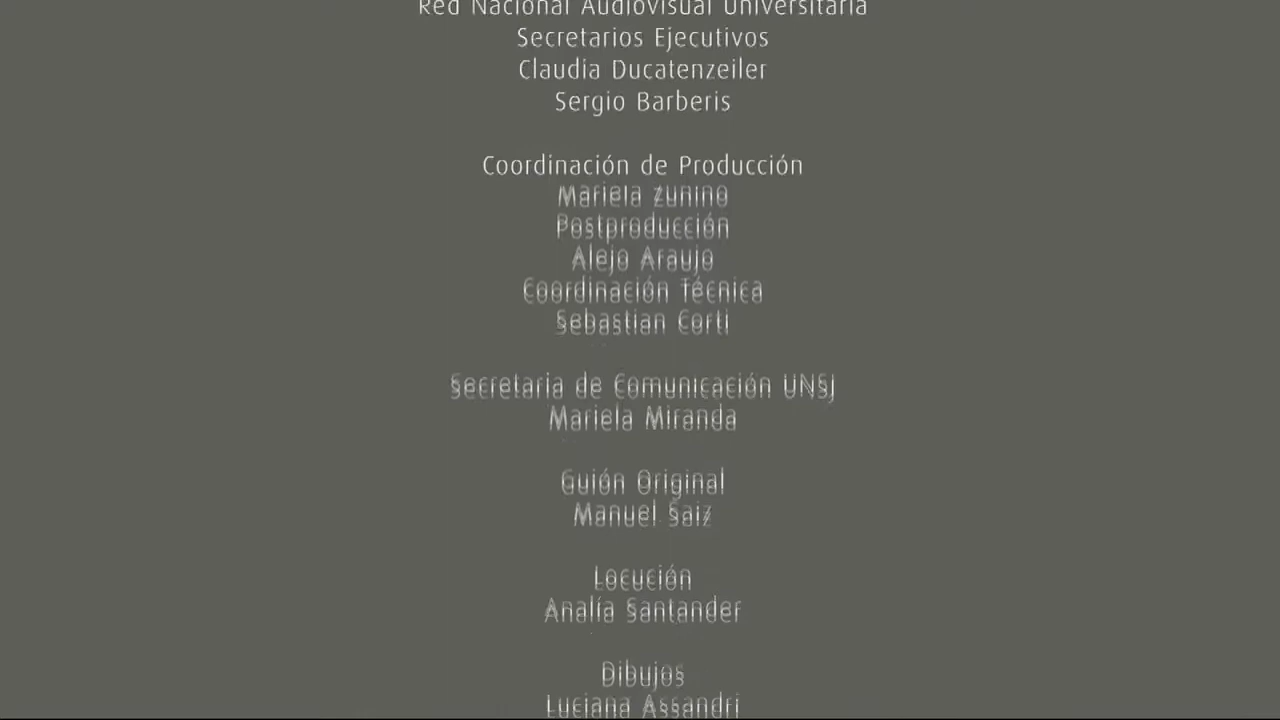 Red Nacional Audiovisual Universitaria
Secretarios Ejecutivos
Claudia Ducatenzeiler
Sergio Barberis
Coordinación de Producción
Mariela Zunino
Postproducción
Alejo Araujo
Coordinación Técnica
Sebastian Corti
Secretaria de Comunicación UNSJ
Mariela Miranda
Guión Original
Manuel Saiz
Locución
Analía Santander
Dibujos
Luciana Assandri